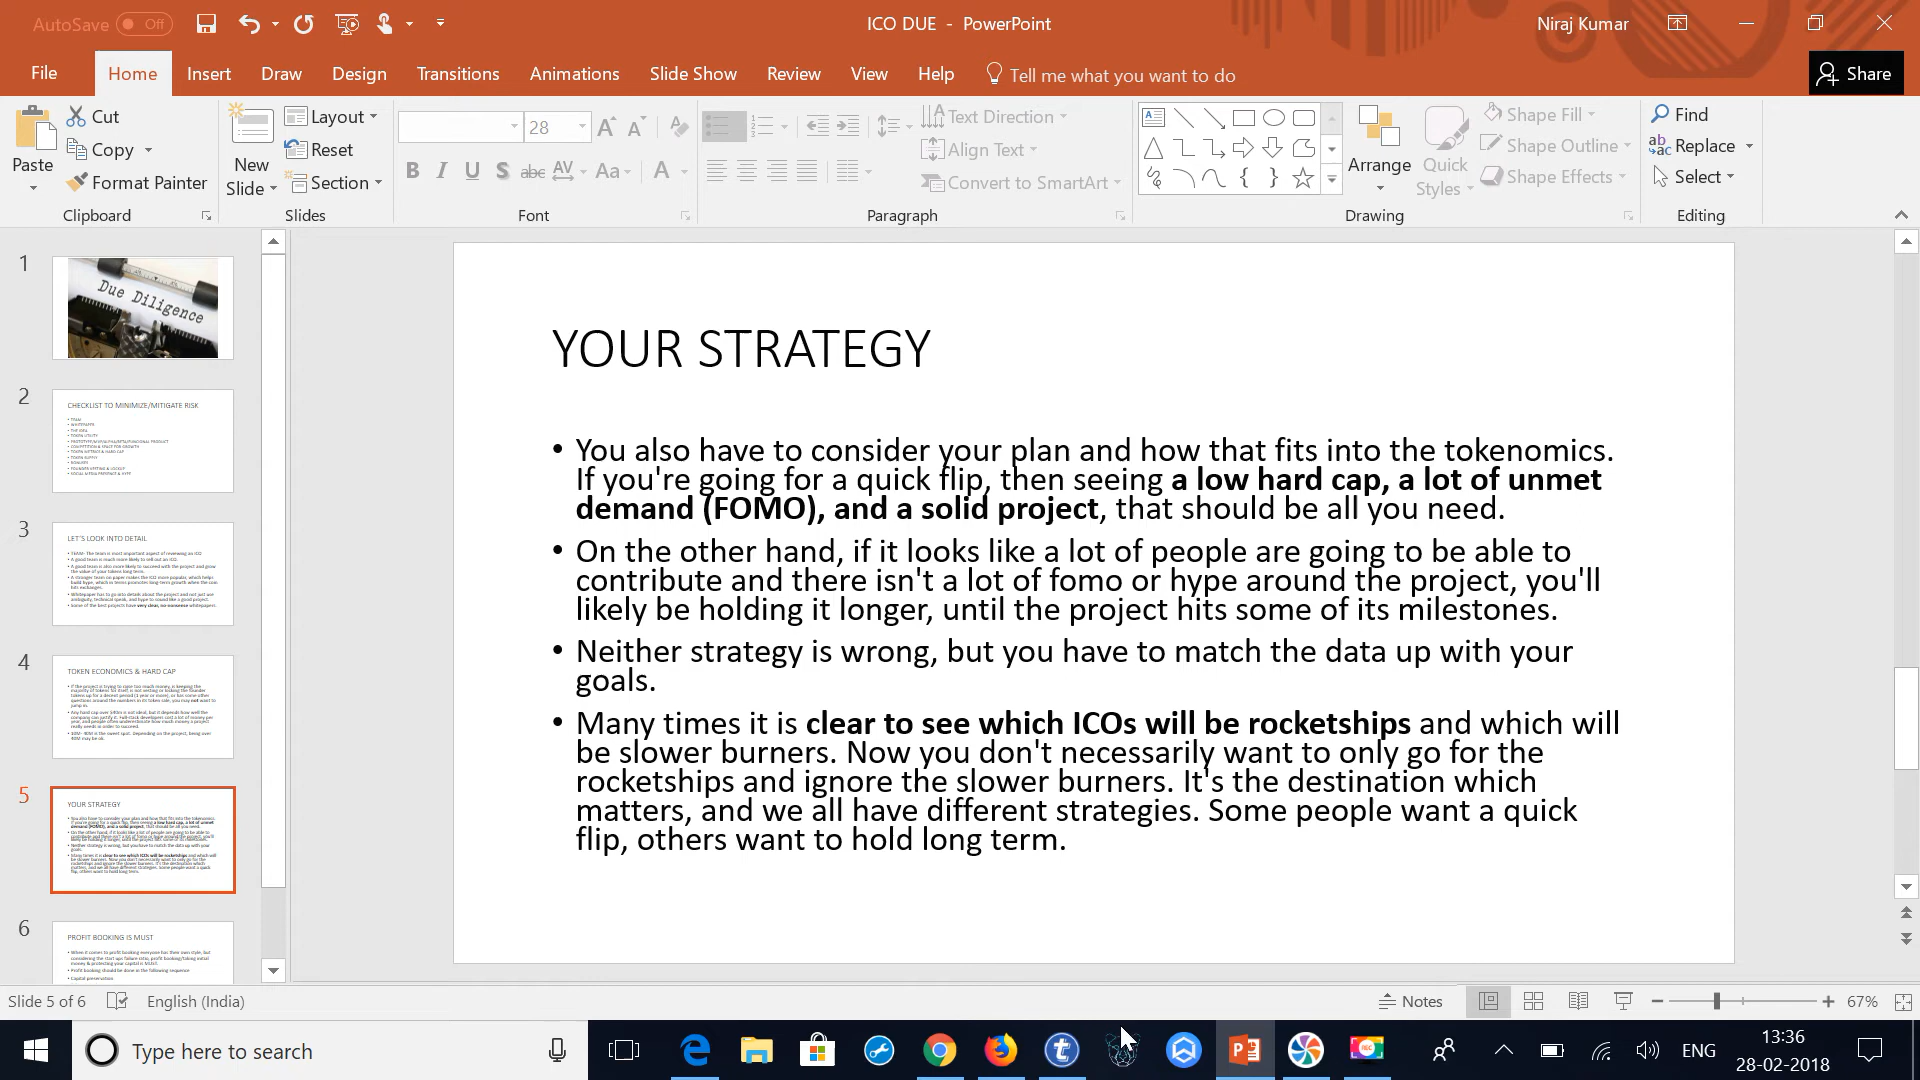 AutoSave Off
ICO DUE - PowerPoint
Niraj Kumar
File Home Insert Draw Design Transitions Animations Slide Show Review View Help Tell me what you want to do
Share
Paste
Cut
Copy
Format Painter
Clipboard
New Slide
Layout
Reset
Section
Slides
28
Font
Text Direction
Align Text
Convert to SmartArt
Paragraph
Arrange
Quick Styles
Shape Fill
Shape Outline
Shape Effects
Drawing
Find
Replace
Select
Editing
1
Due Diligence
2
CHECKLIST TO MINIMIZE/MITIGATE RISK
3
LET'S LOOK INTO DETAIL
4
TOKEN ECONOMICS & HARD CAP
5
YOUR STRATEGY
6
PROFIT BOOKING IS MUST
YOUR STRATEGY
• You also have to consider your plan and how that fits into the tokenomics.
If you're going for a quick flip, then seeing a low hard cap, a lot of unmet
demand (FOMO), and a solid project, that should be all you need.
• On the other hand, if it looks like a lot of people are going to be able to
contribute and there isn't a lot of fomo or hype around the project, you'll
likely be holding it longer, until the project hits some of its milestones.
• Neither strategy is wrong, but you have to match the data up with your
goals.
• Many times it is clear to see which ICOs will be rocketships and which will
be slower burners. Now you don't necessarily want to only go for the
rocketships and ignore the slower burners. It's the destination which
matters, and we all have different strategies. Some people want a quick
flip, others want to hold long term.
Slide 5 of 6
English (India)
Notes
67%
Type here to search
ENG
13:36
28-02-2018